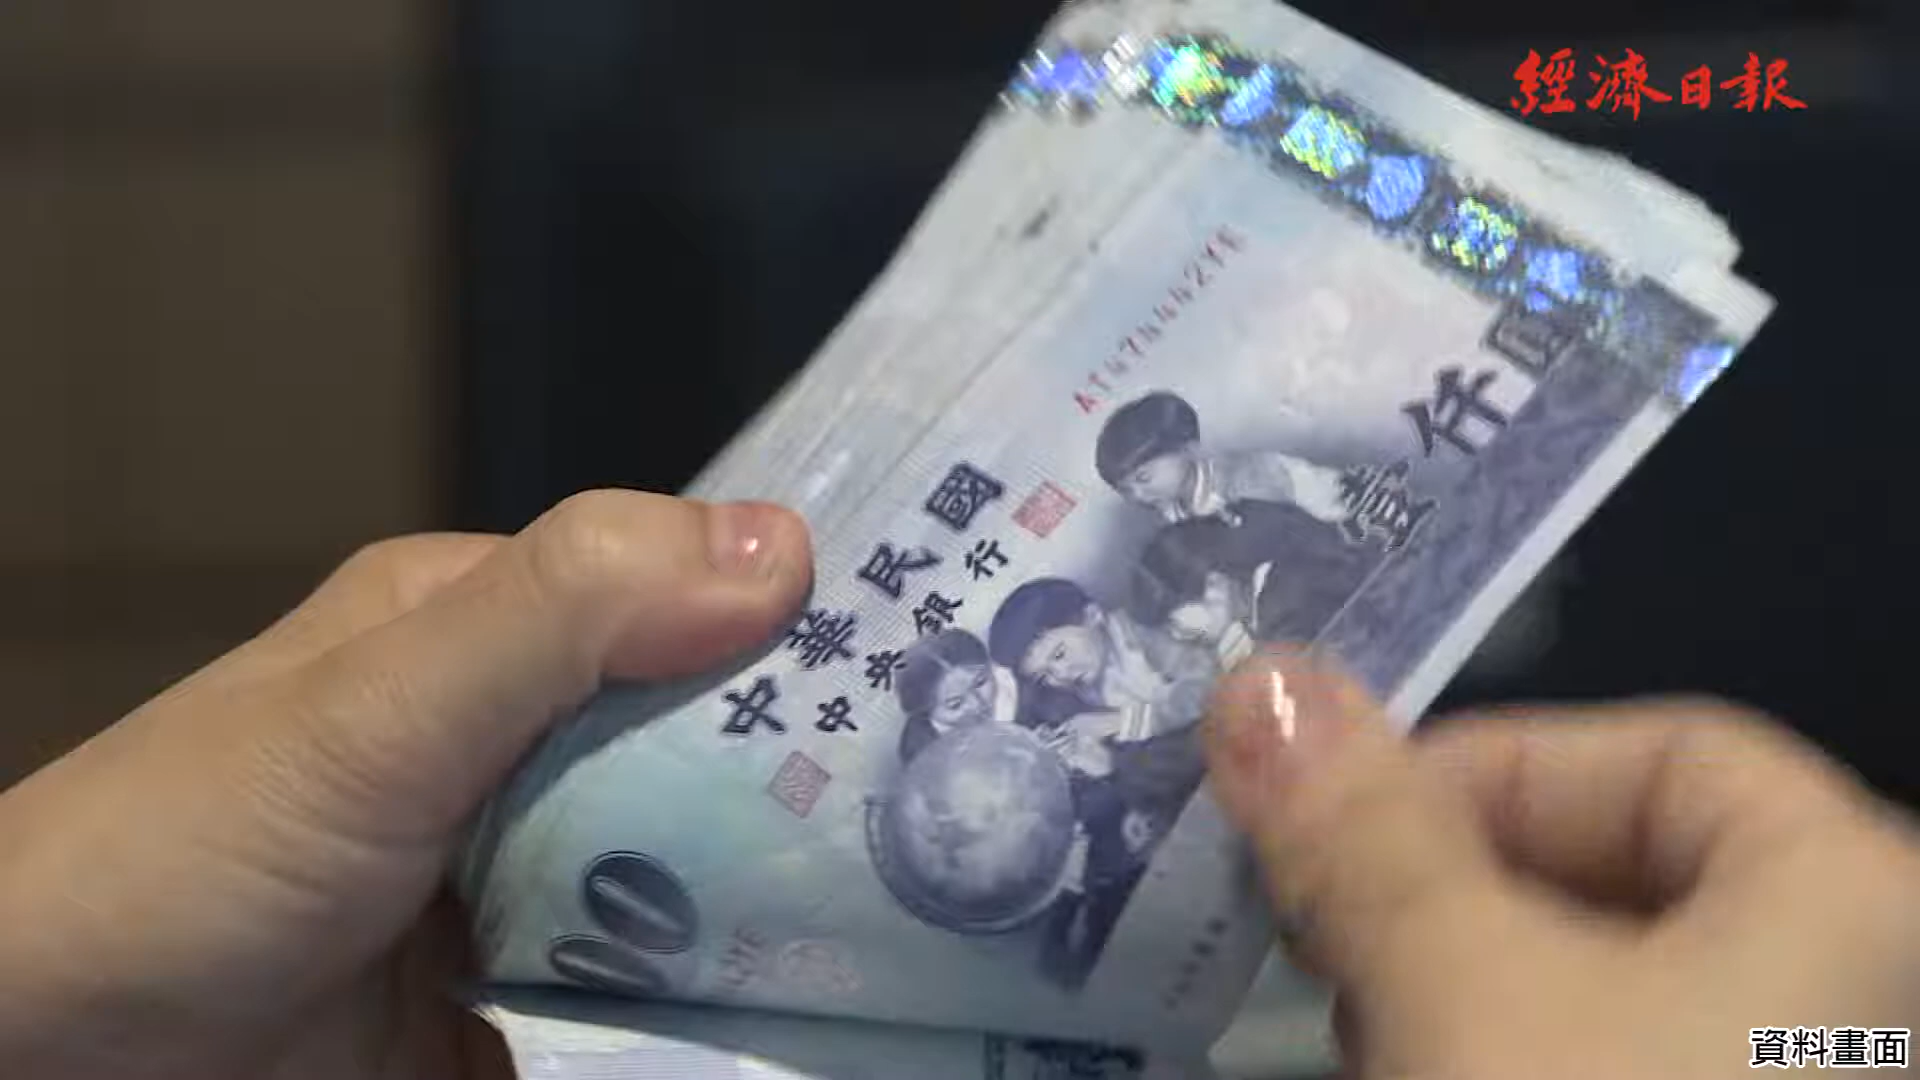 經濟日報
壹仟圓
中華民國
中央銀行
資料畫面